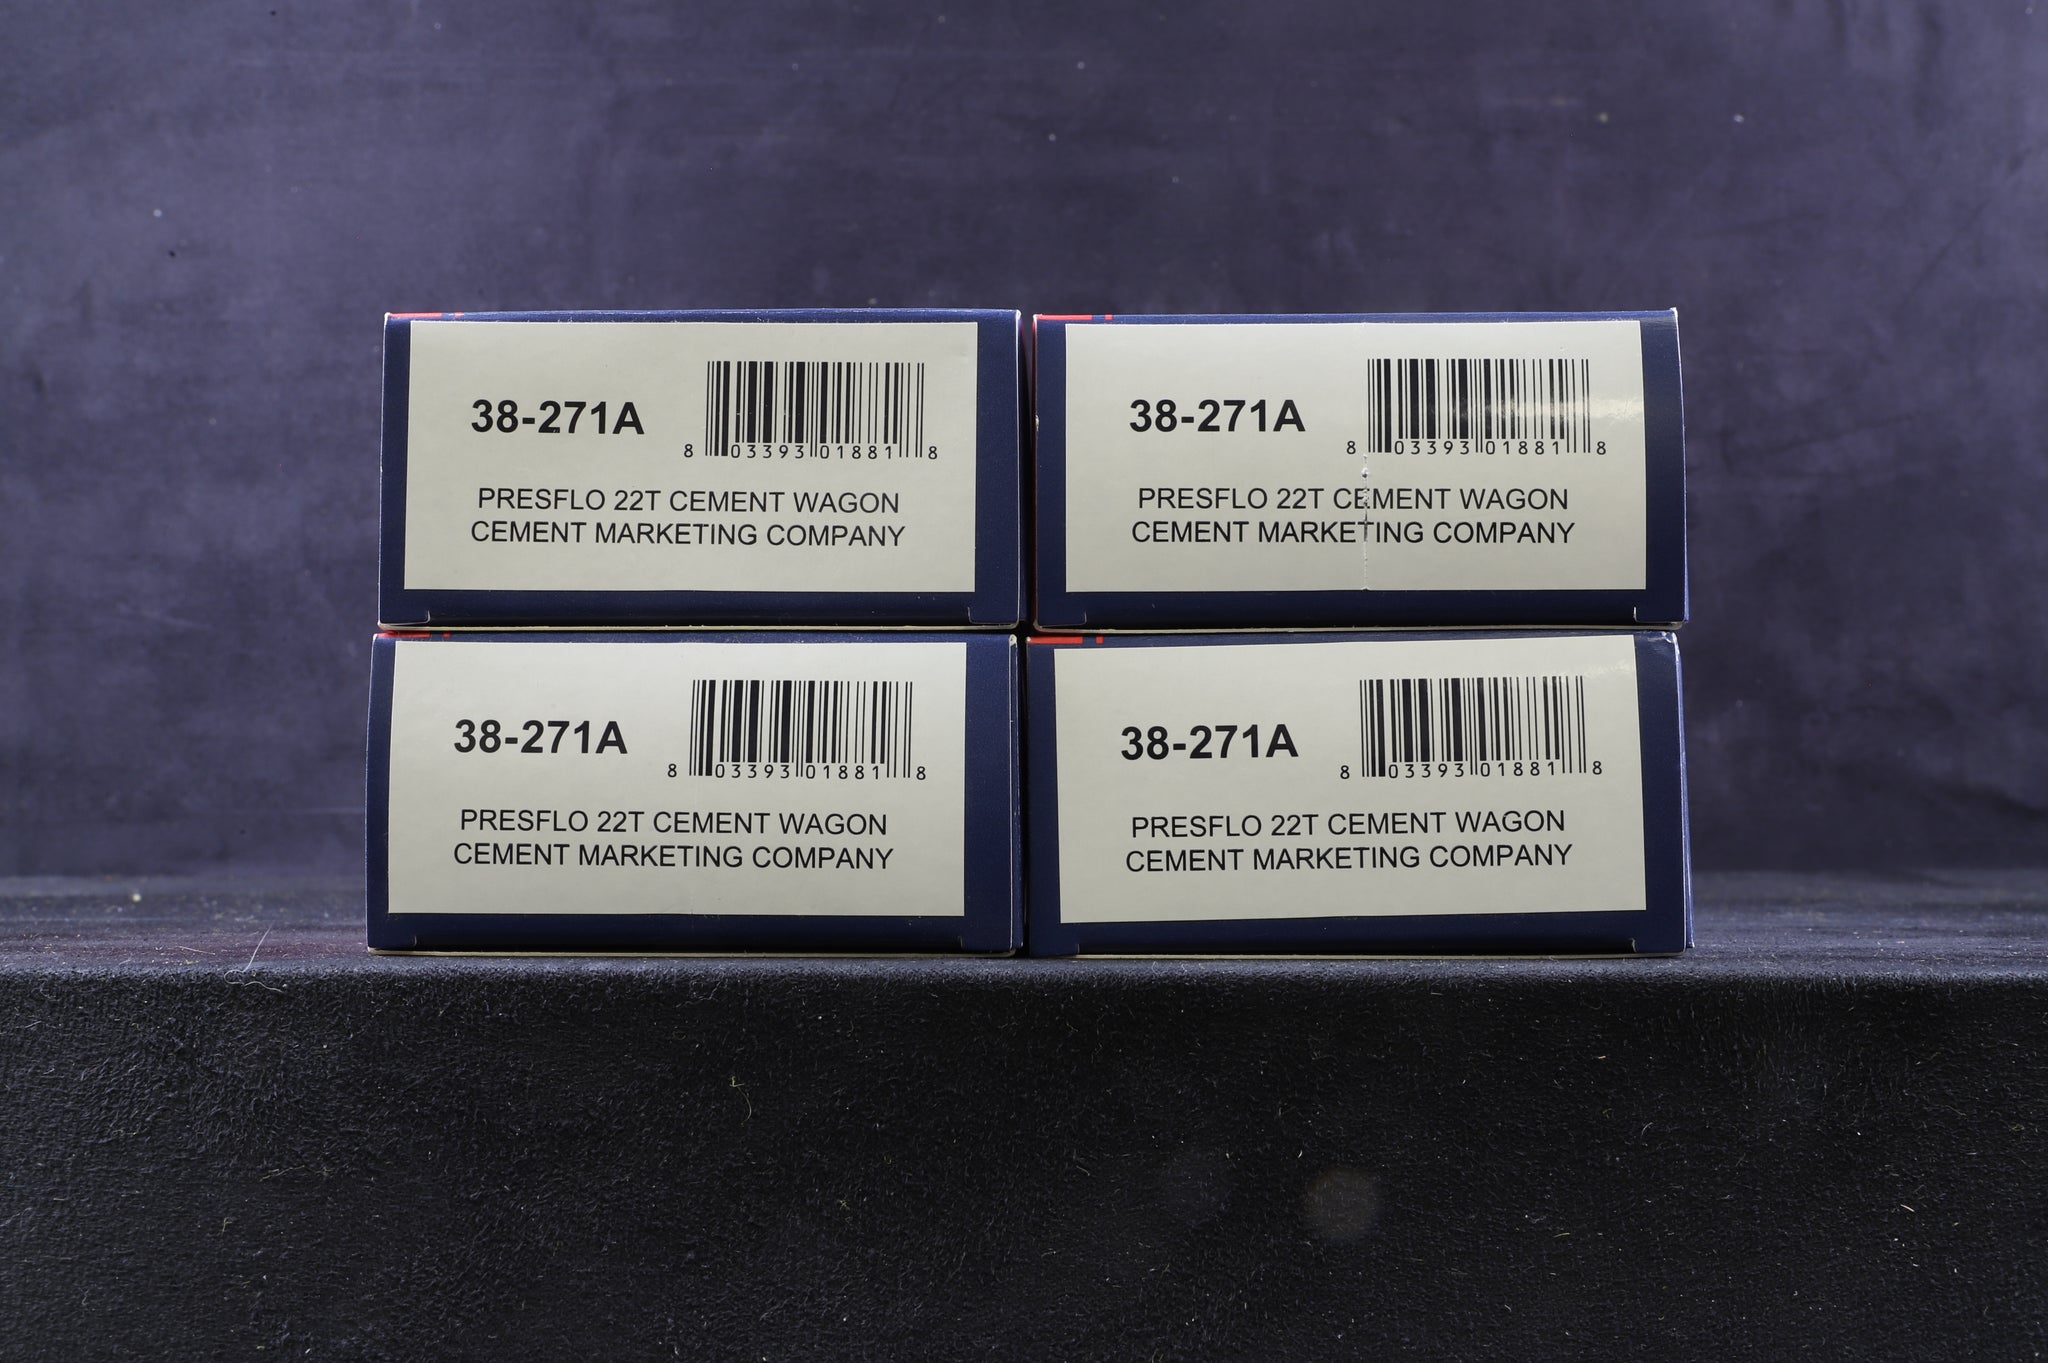 38-271A
8 03393 01881 8
PRESFLO 22T CEMENT WAGON
CEMENT MARKETING COMPANY
38-271A
8 03393 01881 8
PRESFLO 22T CEMENT WAGON
CEMENT MARKETING COMPANY
38-271A
8 03393 01881 8
PRESFLO 22T CEMENT WAGON
CEMENT MARKETING COMPANY
38-271A
8 03393 01881 8
PRESFLO 22T CEMENT WAGON
CEMENT MARKETING COMPANY